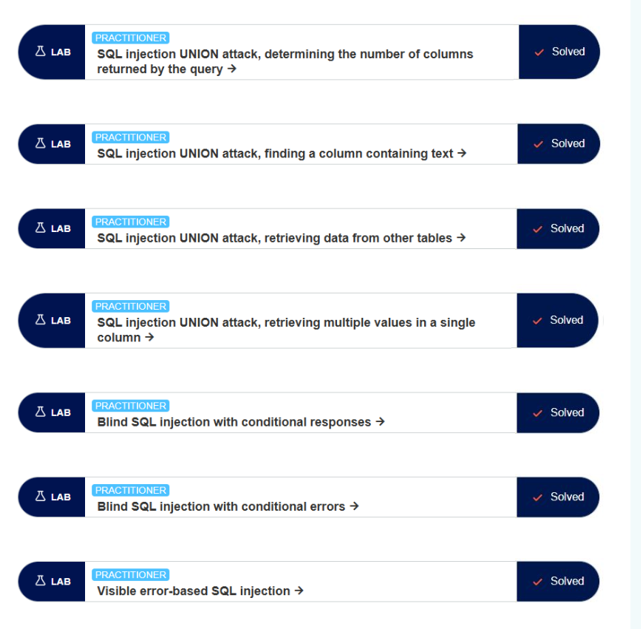 PRACTITIONER
LAB
SQL injection UNION attack, determining the number of columns
returned by the query →
Solved
PRACTITIONER
LAB
SQL injection UNION attack, finding a column containing text →
Solved
PRACTITIONER
LAB
SQL injection UNION attack, retrieving data from other tables →
Solved
PRACTITIONER
LAB
SQL injection UNION attack, retrieving multiple values in a single
column →
Solved
PRACTITIONER
LAB
Blind SQL injection with conditional responses →
Solved
PRACTITIONER
LAB
Blind SQL injection with conditional errors →
Solved
PRACTITIONER
LAB
Visible error-based SQL injection →
Solved